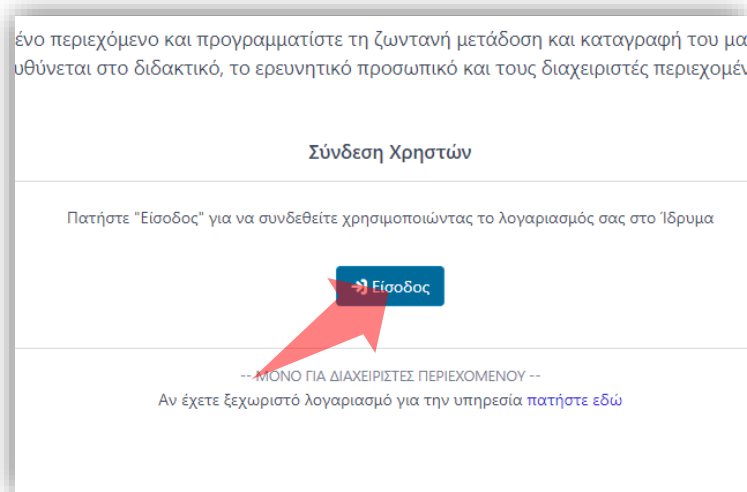 ένο περιεχόμενο και προγραμματίστε τη ζωντανή μετάδοση και καταγραφή του μα
υθύνεται στο διδακτικό, το ερευνητικό προσωπικό και τους διαχειριστές περιεχομέν
Σύνδεση Χρηστών
Πατήστε "Είσοδος" για να συνδεθείτε χρησιμοποιώντας το λογαριασμός σας στο Ίδρυμα
Είσοδος
-- ΜΟΝΟ ΓΙΑ ΔΙΑΧΕΙΡΙΣΤΕΣ ΠΕΡΙΕΧΟΜΕΝΟΥ --
Αν έχετε ξεχωριστό λογαριασμό για την υπηρεσία πατήστε εδώ